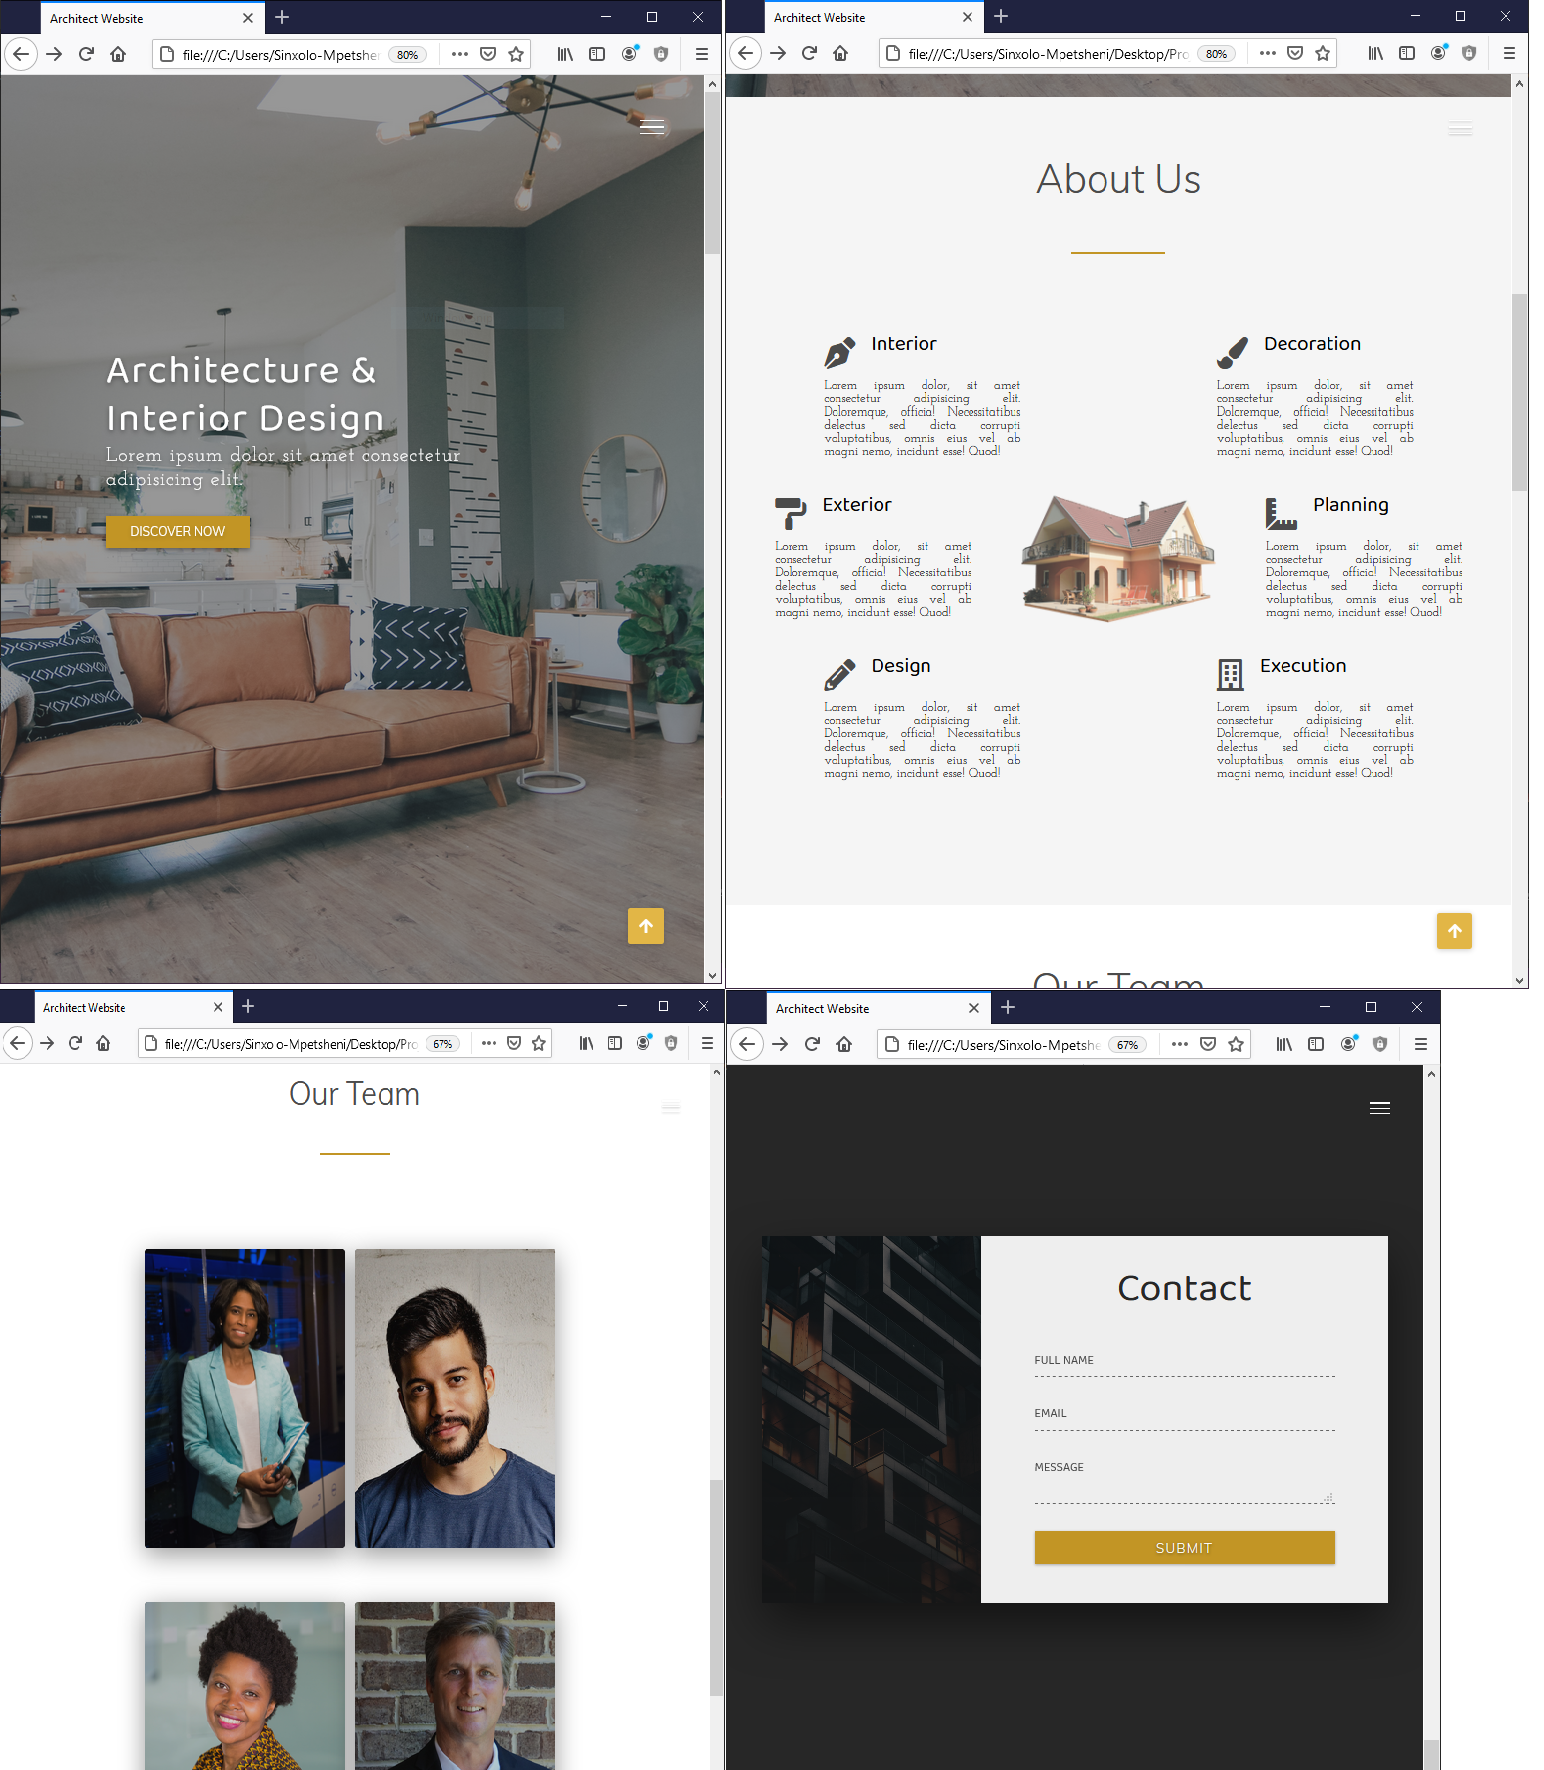 Architect Website
file:///C:/Users/Sinxolo-Mpetsher
80%
Architecture &
Interior Design
Lorem ipsum dolor sit amet consectetur
adipisicing elit.
DISCOVER NOW
Architect Website
file:///C:/Users/Sinxolo-Mpetsheni/Desktop/Pro
80%
About Us
Interior
Lorem ipsum dolor, sit amet
consectetur adipisicing elit.
Doloremque, officia! Necessitatibus
delectus sed dicta corrupti
voluptatibus, omnis eius vel ab
magni nemo, incidunt esse! Quod!
Decoration
Lorem ipsum dolor, sit amet
consectetur adipisicing elit.
Doloremque, officia! Necessitatibus
delectus sed dicta corrupti
voluptatibus, omnis eius vel ab
magni nemo, incidunt esse! Quod!
Exterior
Lorem ipsum dolor, sit amet
consectetur adipisicing elit.
Doloremque, officia! Necessitatibus
delectus sed dicta corrupti
voluptatibus, omnis eius vel ab
magni nemo, incidunt esse! Quod!
Planning
Lorem ipsum dolor, sit amet
consectetur adipisicing elit.
Doloremque, officia! Necessitatibus
delectus sed dicta corrupti
voluptatibus, omnis eius vel ab
magni nemo, incidunt esse! Quod!
Design
Lorem ipsum dolor, sit amet
consectetur adipisicing elit.
Doloremque, officia! Necessitatibus
delectus sed dicta corrupti
voluptatibus, omnis eius vel ab
magni nemo, incidunt esse! Quod!
Execution
Lorem ipsum dolor, sit amet
consectetur adipisicing elit.
Doloremque, officia! Necessitatibus
delectus sed dicta corrupti
voluptatibus, omnis eius vel ab
magni nemo, incidunt esse! Quod!
Our Team
Architect Website
file:///C:/Users/Sinxolo-Mpetsheni/Desktop/Pro
67%
Our Team
Architect Website
file:///C:/Users/Sinxolo-Mpetshe
67%
Contact
FULL NAME
EMAIL
MESSAGE
SUBMIT